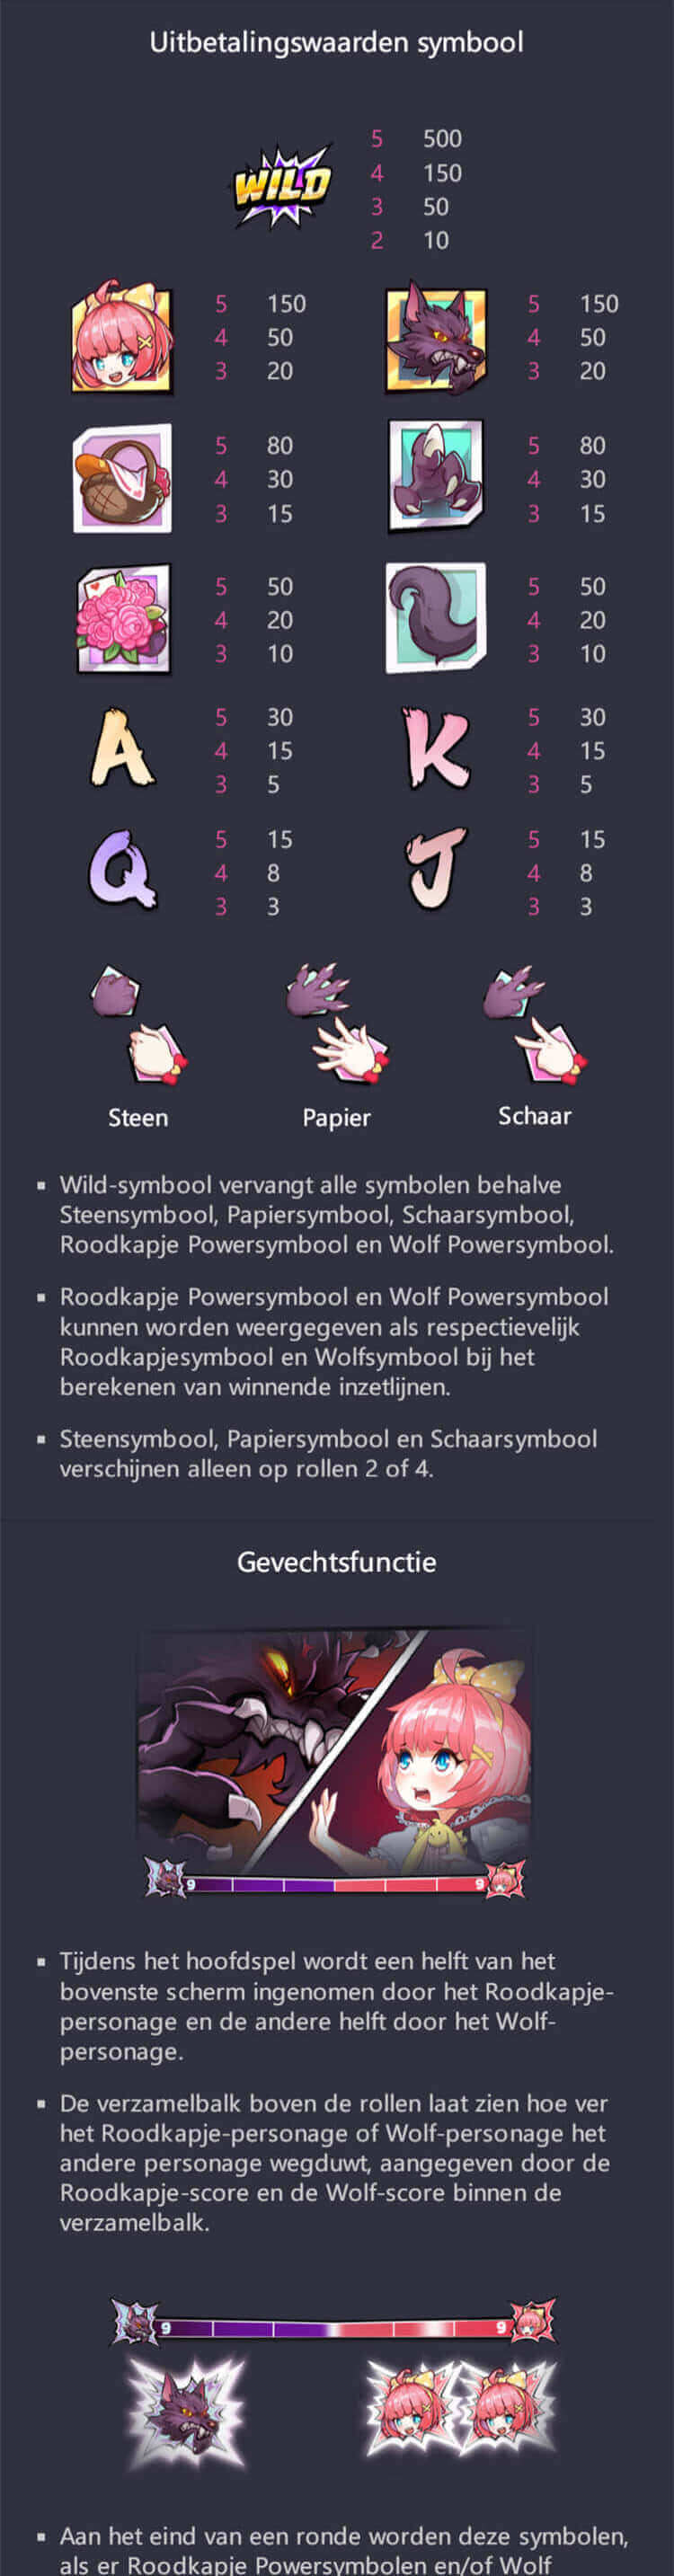 Uitbetalingswaarden symbool
WILD
5 500
4 150
3 50
2 10
5 150 5 150
4 50 4 50
3 20 3 20
5 80 5 80
4 30 4 30
3 15 3 15
5 50 5 50
4 20 4 20
3 10 3 10
A K
5 30 5 30
4 15 4 15
3 5 3 5
Q J
5 15 5 15
4 8 4 8
3 3 3 3
Steen Papier Schaar
▪ Wild-symbool vervangt alle symbolen behalve
Steensymbool, Papiersymbool, Schaarsymbool,
Roodkapje Powersymbool en Wolf Powersymbool.
▪ Roodkapje Powersymbool en Wolf Powersymbool
kunnen worden weergegeven als respectievelijk
Roodkapjesymbool en Wolfsymbool bij het
berekenen van winnende inzetlijnen.
▪ Steensymbool, Papiersymbool en Schaarsymbool
verschijnen alleen op rollen 2 of 4.
Gevechtsfunctie
9 9
▪ Tijdens het hoofdspel wordt een helft van het
bovenste scherm ingenomen door het Roodkapje-
personage en de andere helft door het Wolf-
personage.
▪ De verzamelbalk boven de rollen laat zien hoe ver
het Roodkapje-personage of Wolf-personage het
andere personage wegduwt, aangegeven door de
Roodkapje-score en de Wolf-score binnen de
verzamelbalk.
9 9
▪ Aan het eind van een ronde worden deze symbolen,
als er Roodkapje Powersymbolen en/of Wolf